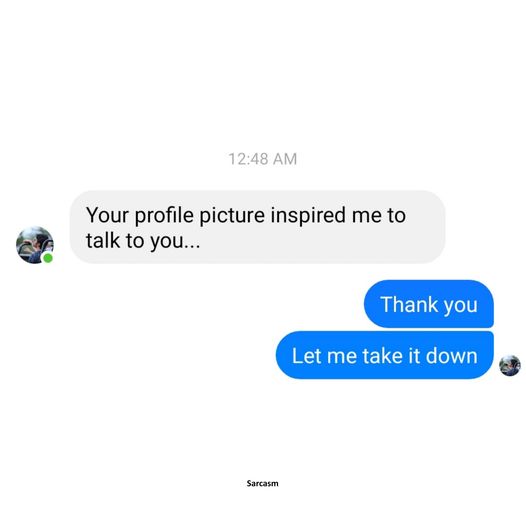 12:48 AM
Your profile picture inspired me to
talk to you...
Thank you
Let me take it down
Sarcasm